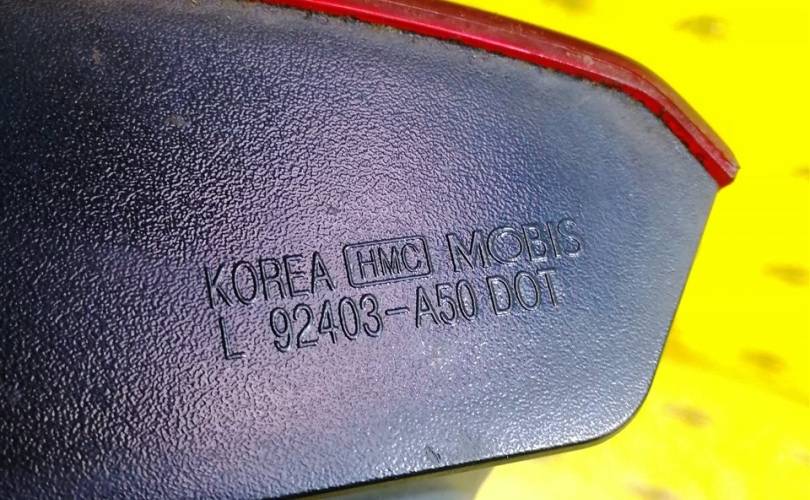 KOREA HMC MOBIS
L 92403-A50 DOT